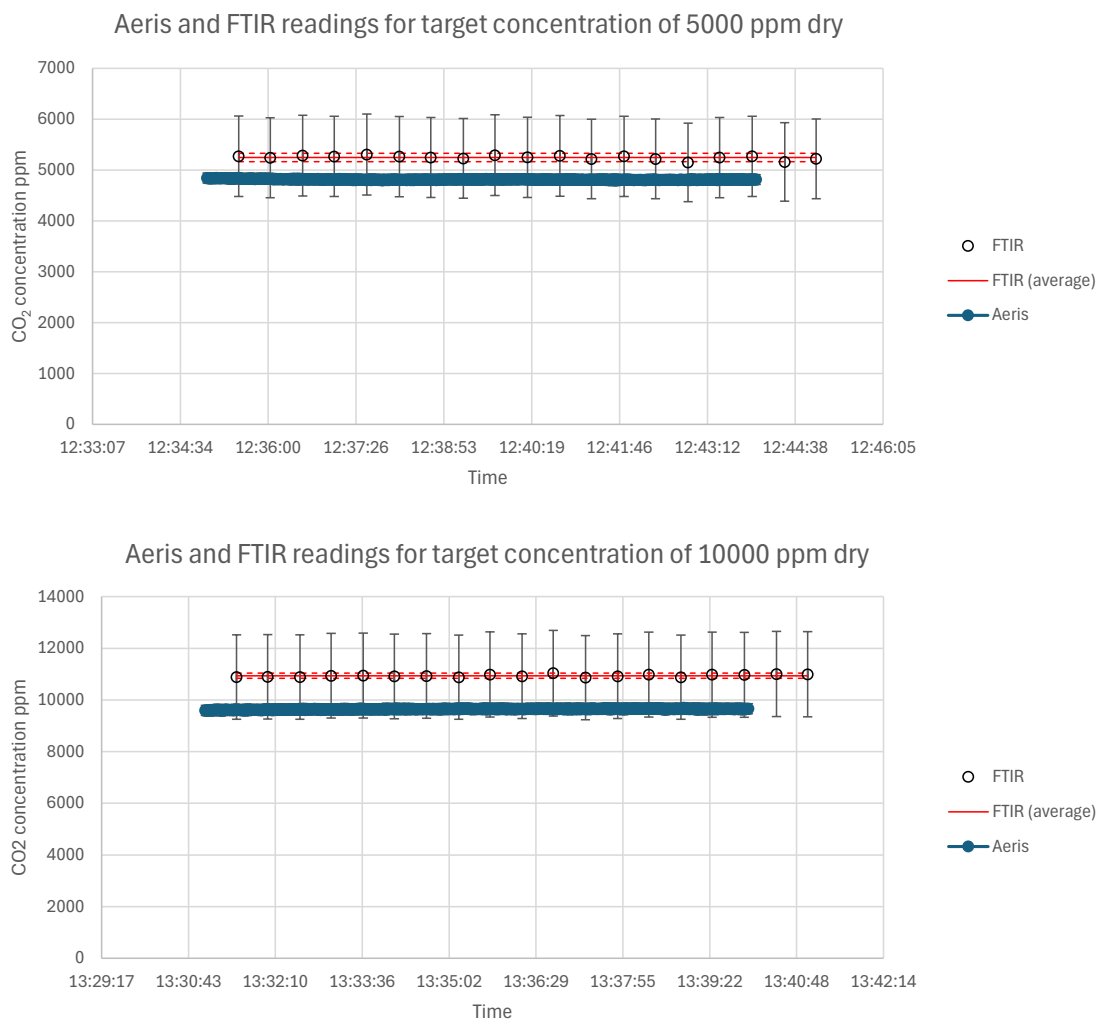 Aeris and FTIR readings for target concentration of 5000 ppm dry
7000
6000
5000
4000
3000
2000
1000
0
CO₂ concentration ppm
12:33:07 12:34:34 12:36:00 12:37:26 12:38:53 12:40:19 12:41:46 12:43:12 12:44:38 12:46:05
Time
FTIR
FTIR (average)
Aeris
Aeris and FTIR readings for target concentration of 10000 ppm dry
14000
12000
10000
8000
6000
4000
2000
0
CO2 concentration ppm
13:29:17 13:30:43 13:32:10 13:33:36 13:35:02 13:36:29 13:37:55 13:39:22 13:40:48 13:42:14
Time
FTIR
FTIR (average)
Aeris